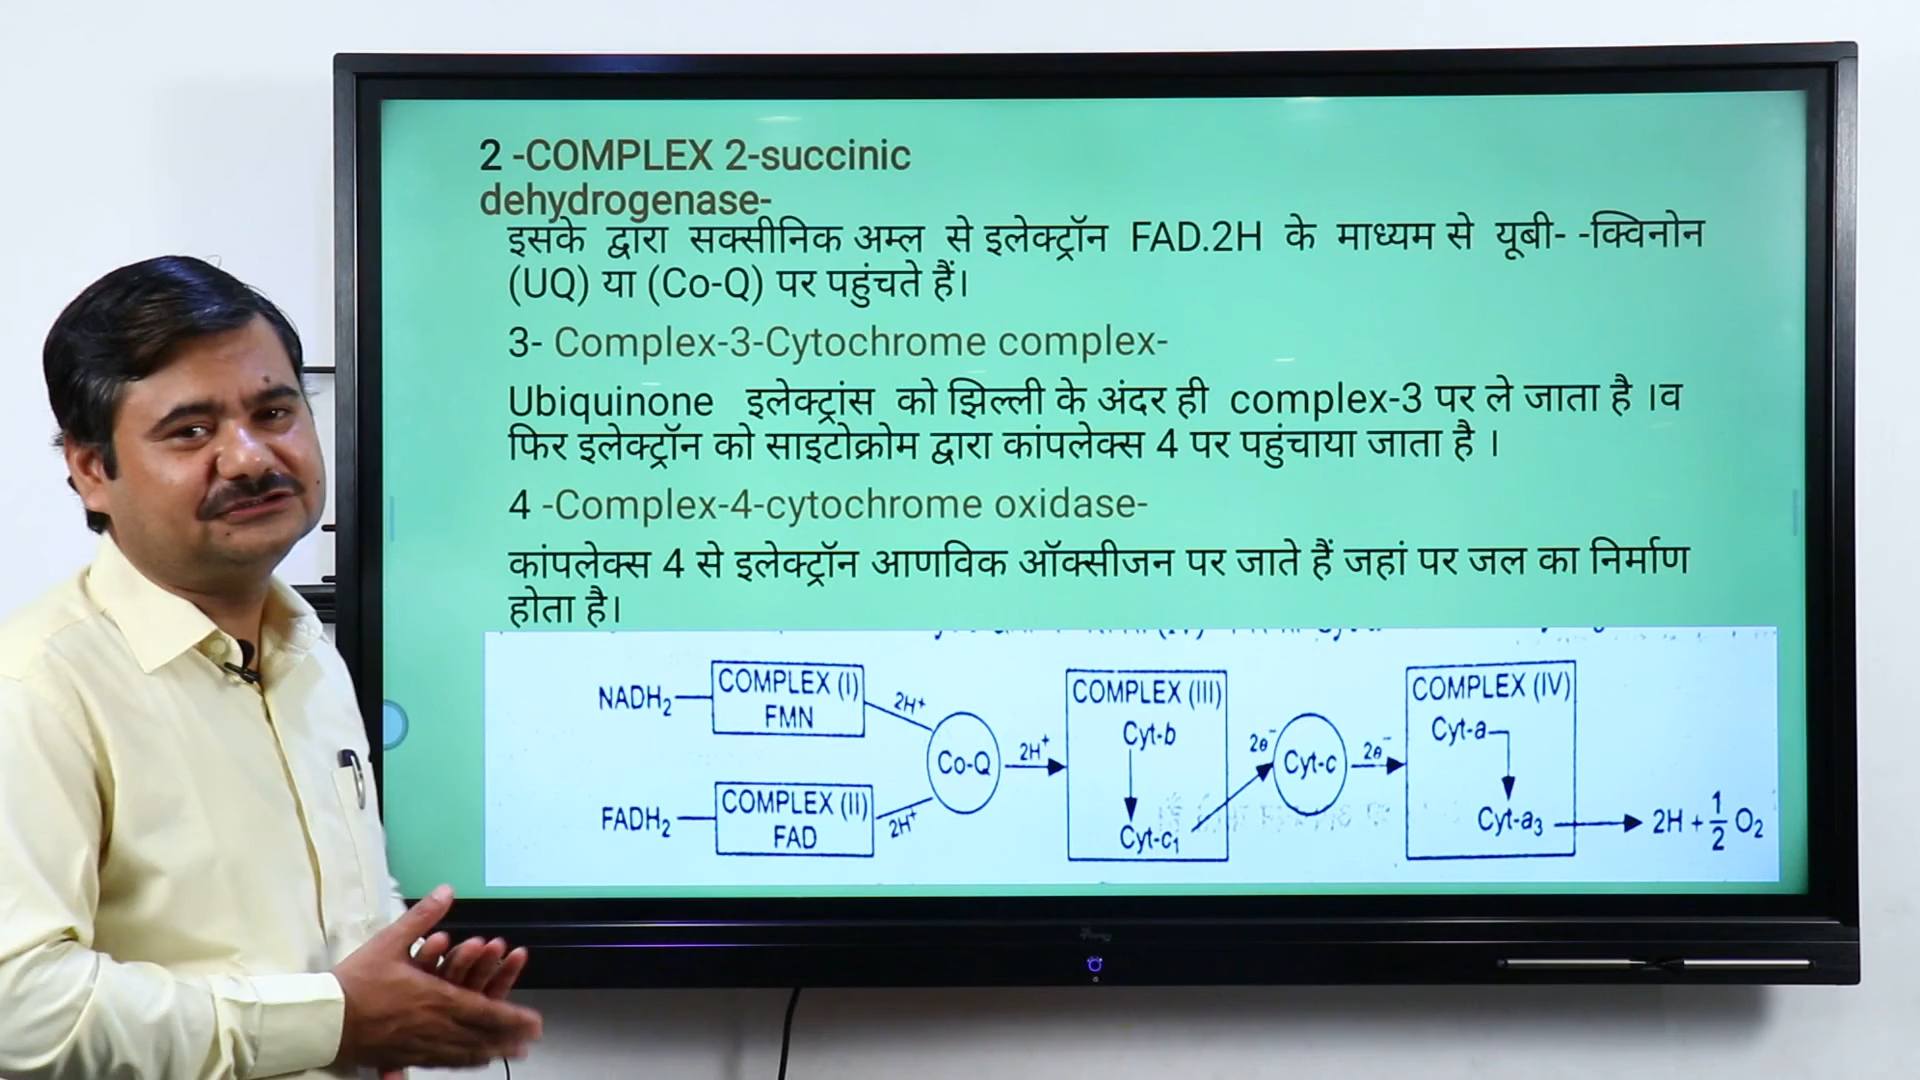 2 -COMPLEX 2-succinic
dehydrogenase-
इसके द्वारा सक्सीनिक अम्ल से इलेक्ट्रॉन FAD.2H के माध्यम से यूबी- -क्विनोन
(UQ) या (Co-Q) पर पहुंचते हैं।
3- Complex-3-Cytochrome complex-
Ubiquinone इलेक्ट्रांस को झिल्ली के अंदर ही complex-3 पर ले जाता है ।व
फिर इलेक्ट्रॉन को साइटोक्रोम द्वारा कांपलेक्स 4 पर पहुंचाया जाता है ।
4 -Complex-4-cytochrome oxidase-
कांपलेक्स 4 से इलेक्ट्रॉन आणविक ऑक्सीजन पर जाते हैं जहां पर जल का निर्माण
होता है।
NADH₂
COMPLEX (I)
FMN
2H⁺
FADH₂
COMPLEX (II)
FAD
2H⁺
Co-Q
2H⁺
COMPLEX (III)
Cyt-b
Cyt-c₁
2e⁻
Cyt-c
2e⁻
COMPLEX (IV)
Cyt-a
Cyt-a₃
2H + 1/2 O₂